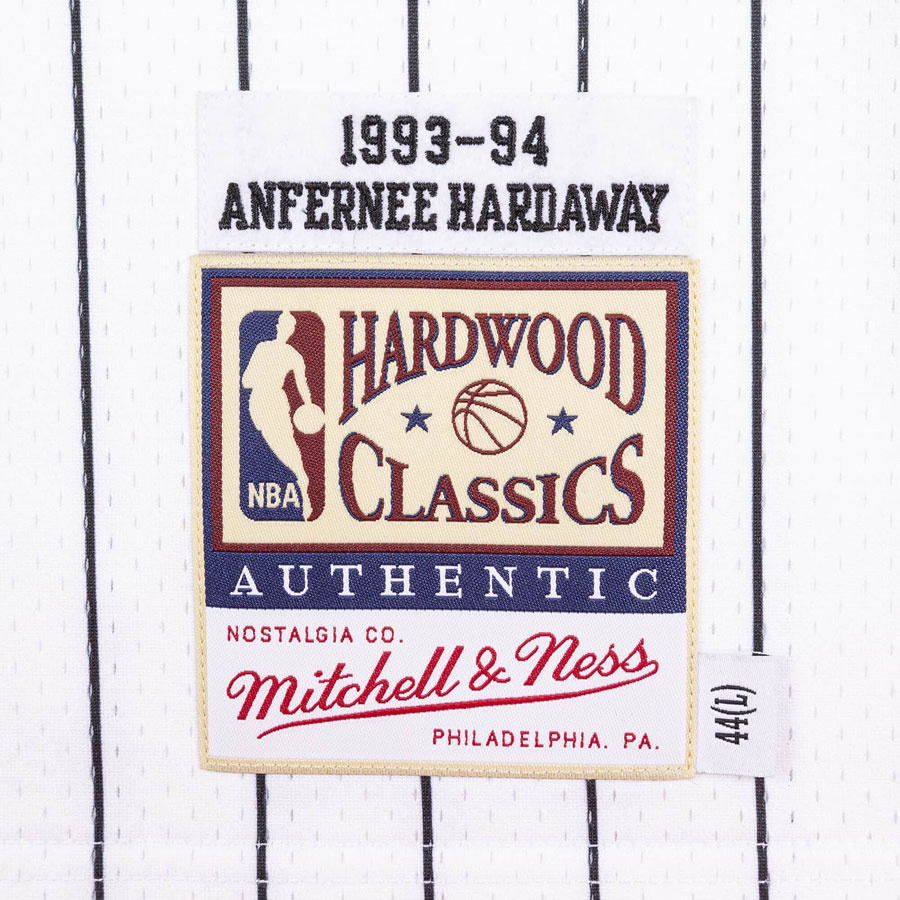 1993-94
ANFERNEE HARDAWAY
HARDWOOD
CLASSICS
NBA
AUTHENTIC
NOSTALGIA CO.
Mitchell & Ness
PHILADELPHIA. PA.
44(L)